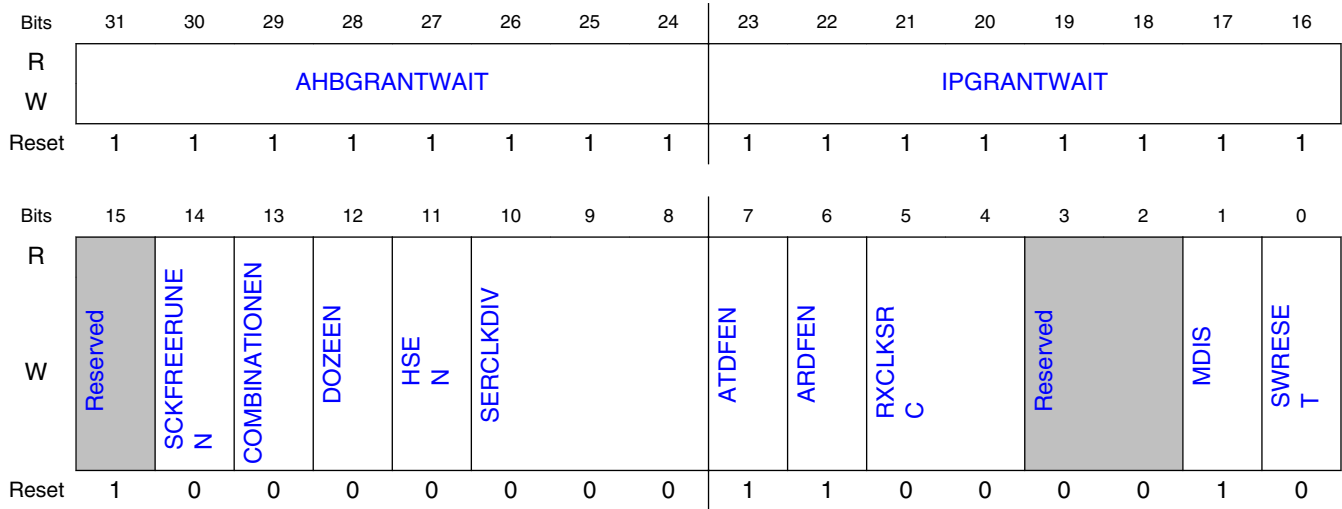 Bits 31 30 29 28 27 26 25 24 23 22 21 20 19 18 17 16
R
AHBGRANTWAIT IPGRANTWAIT
W
Reset 1 1 1 1 1 1 1 1 1 1 1 1 1 1 1 1
Bits 15 14 13 12 11 10 9 8 7 6 5 4 3 2 1 0
R
W
Reserved
SCKFREERUNE
N
COMBINATIONEN
DOZEEN
HSE
N
SERCLKDIV
ATDFEN
ARDFEN
RXCLKSR
C
Reserved
MDIS
SWRESE
T
Reset 1 0 0 0 0 0 0 0 1 1 0 0 0 0 1 0